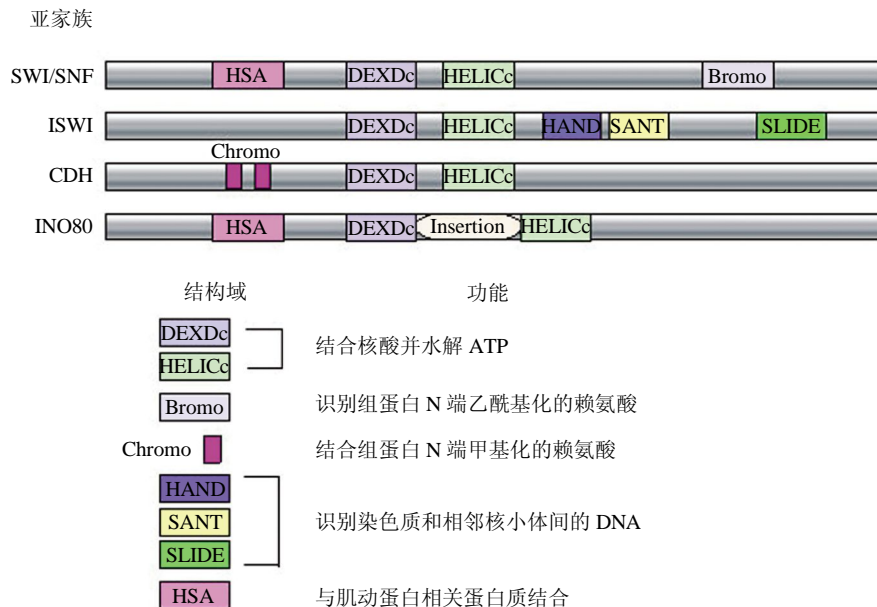 亚家族
SWI/SNF HSA DEXDc HELICc Bromo
ISWI DEXDc HELICc HAND SANT SLIDE
Chromo
CDH DEXDc HELICc
INO80 HSA DEXDc Insertion HELICc
结构域 功能
DEXDc
结合核酸并水解 ATP
HELICc
Bromo 识别组蛋白 N 端乙酰基化的赖氨酸
Chromo 结合组蛋白 N 端甲基化的赖氨酸
HAND
SANT 识别染色质和相邻核小体间的 DNA
SLIDE
HSA 与肌动蛋白相关蛋白质结合